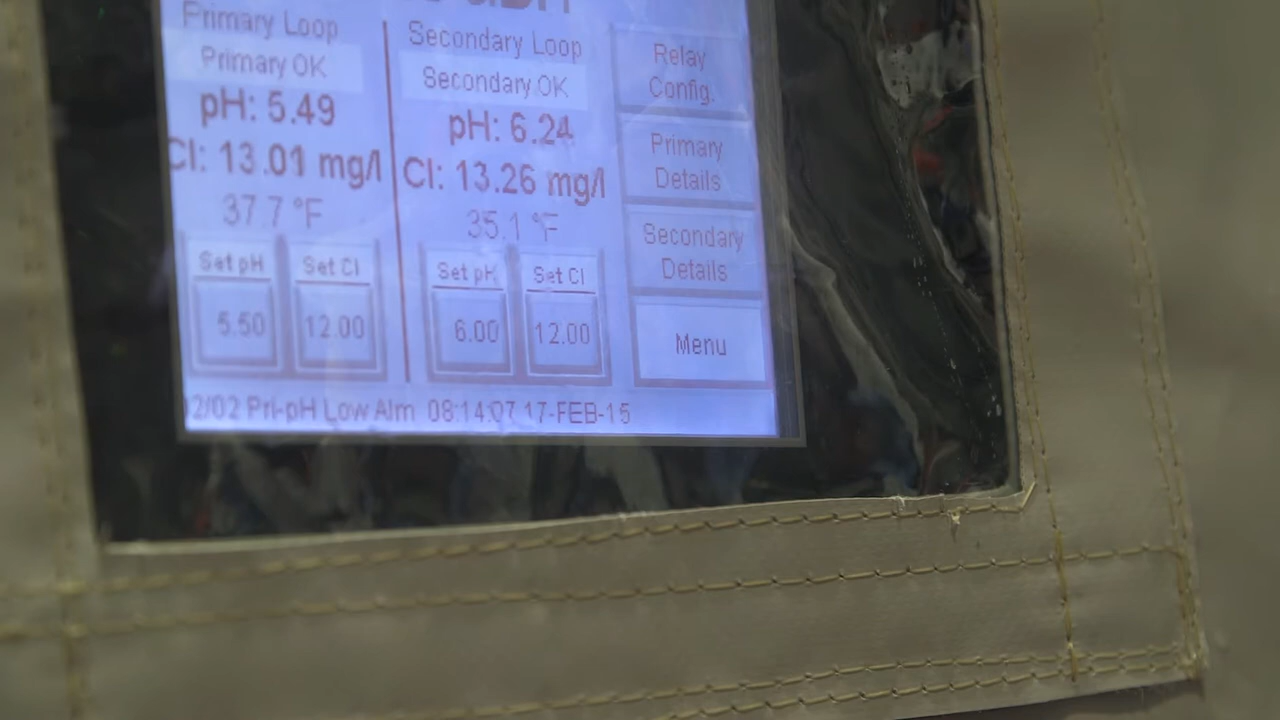 Primary Loop
Primary OK
pH: 5.49
Cl: 13.01 mg/l
37.7 °F
Set pH
5.50
Set Cl
12.00
Secondary Loop
Secondary OK
pH: 6.24
Cl: 13.26 mg/l
35.1 °F
Set pH
6.00
Set Cl
12.00
Relay
Config.
Primary
Details
Secondary
Details
Menu
02/02 Pri-pH Low Alm 08:14:07 17-FEB-15